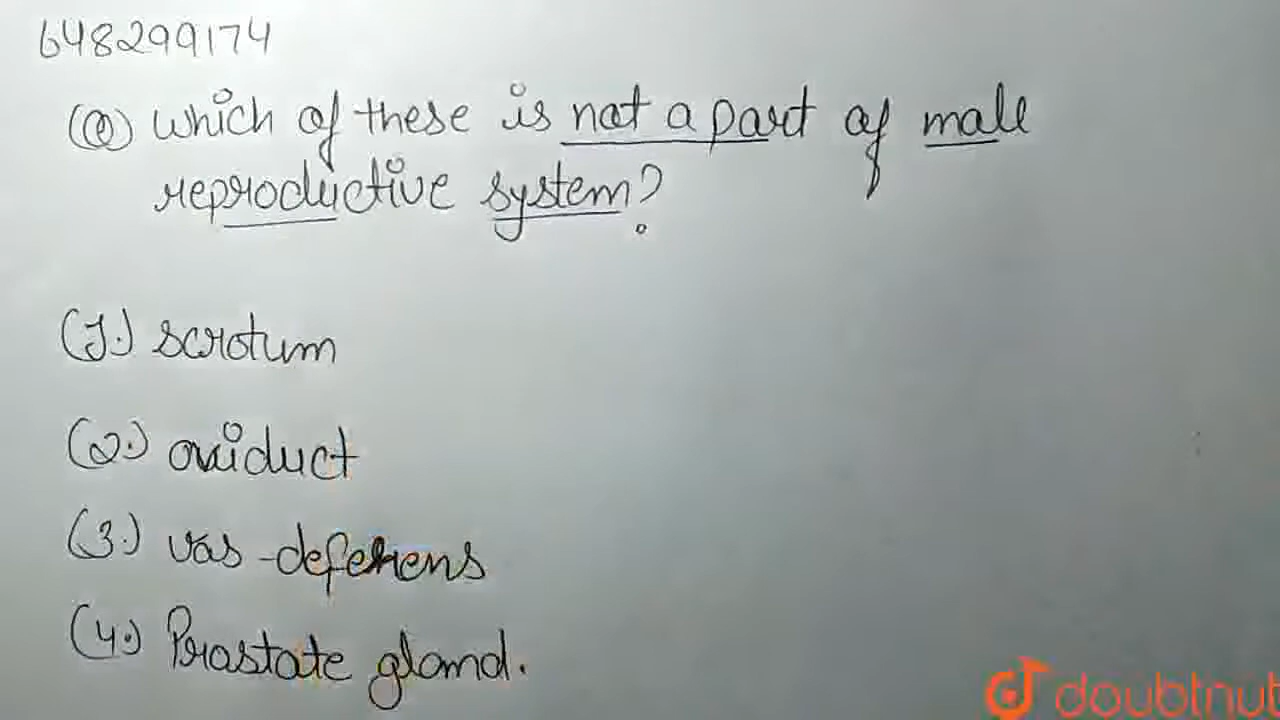 648299174
(Q) which of these is not a part of male
reproductive system?
(1.) scrotum
(2.) oviduct
(3.) vas-deferens
(4.) Prostate gland.
doubtnut